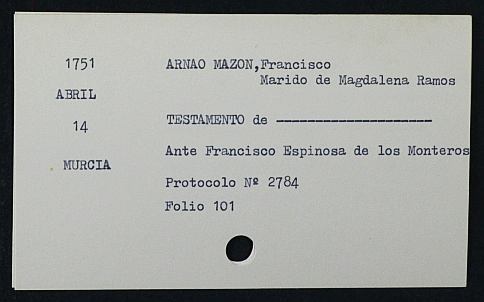 1751
ARNAO MAZON,Francisco
Marido de Magdalena Ramos
ABRIL
14
TESTAMENTO de --------------------
Ante Francisco Espinosa de los Monteros
MURCIA
Protocolo Nº 2784
Folio 101